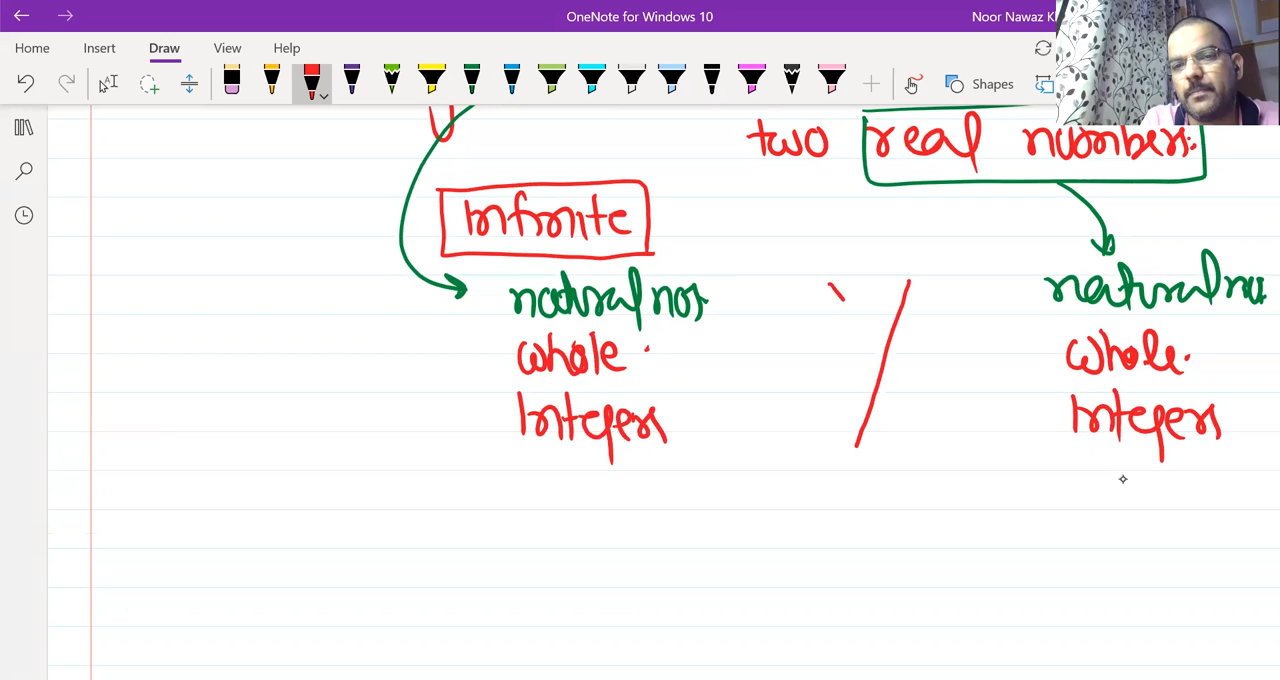 OneNote for Windows 10
Noor Nawaz K
Home Insert Draw View Help
Shapes
two real numbers.
Infinite
natural nos.
whole.
Integers
natural no
whole.
Integers